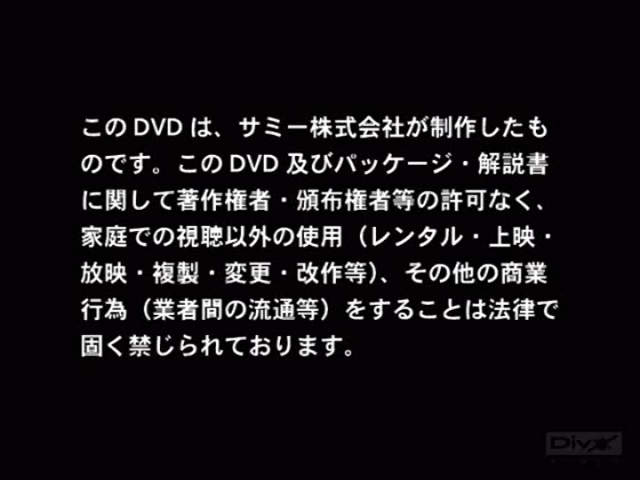 このDVDは、サミー株式会社が制作したも
のです。このDVD及びパッケージ・解説書
に関して著作権者・頒布権者等の許可なく、
家庭での視聴以外の使用（レンタル・上映・
放映・複製・変更・改作等）、その他の商業
行為（業者間の流通等）をすることは法律で
固く禁じられております。
DivX